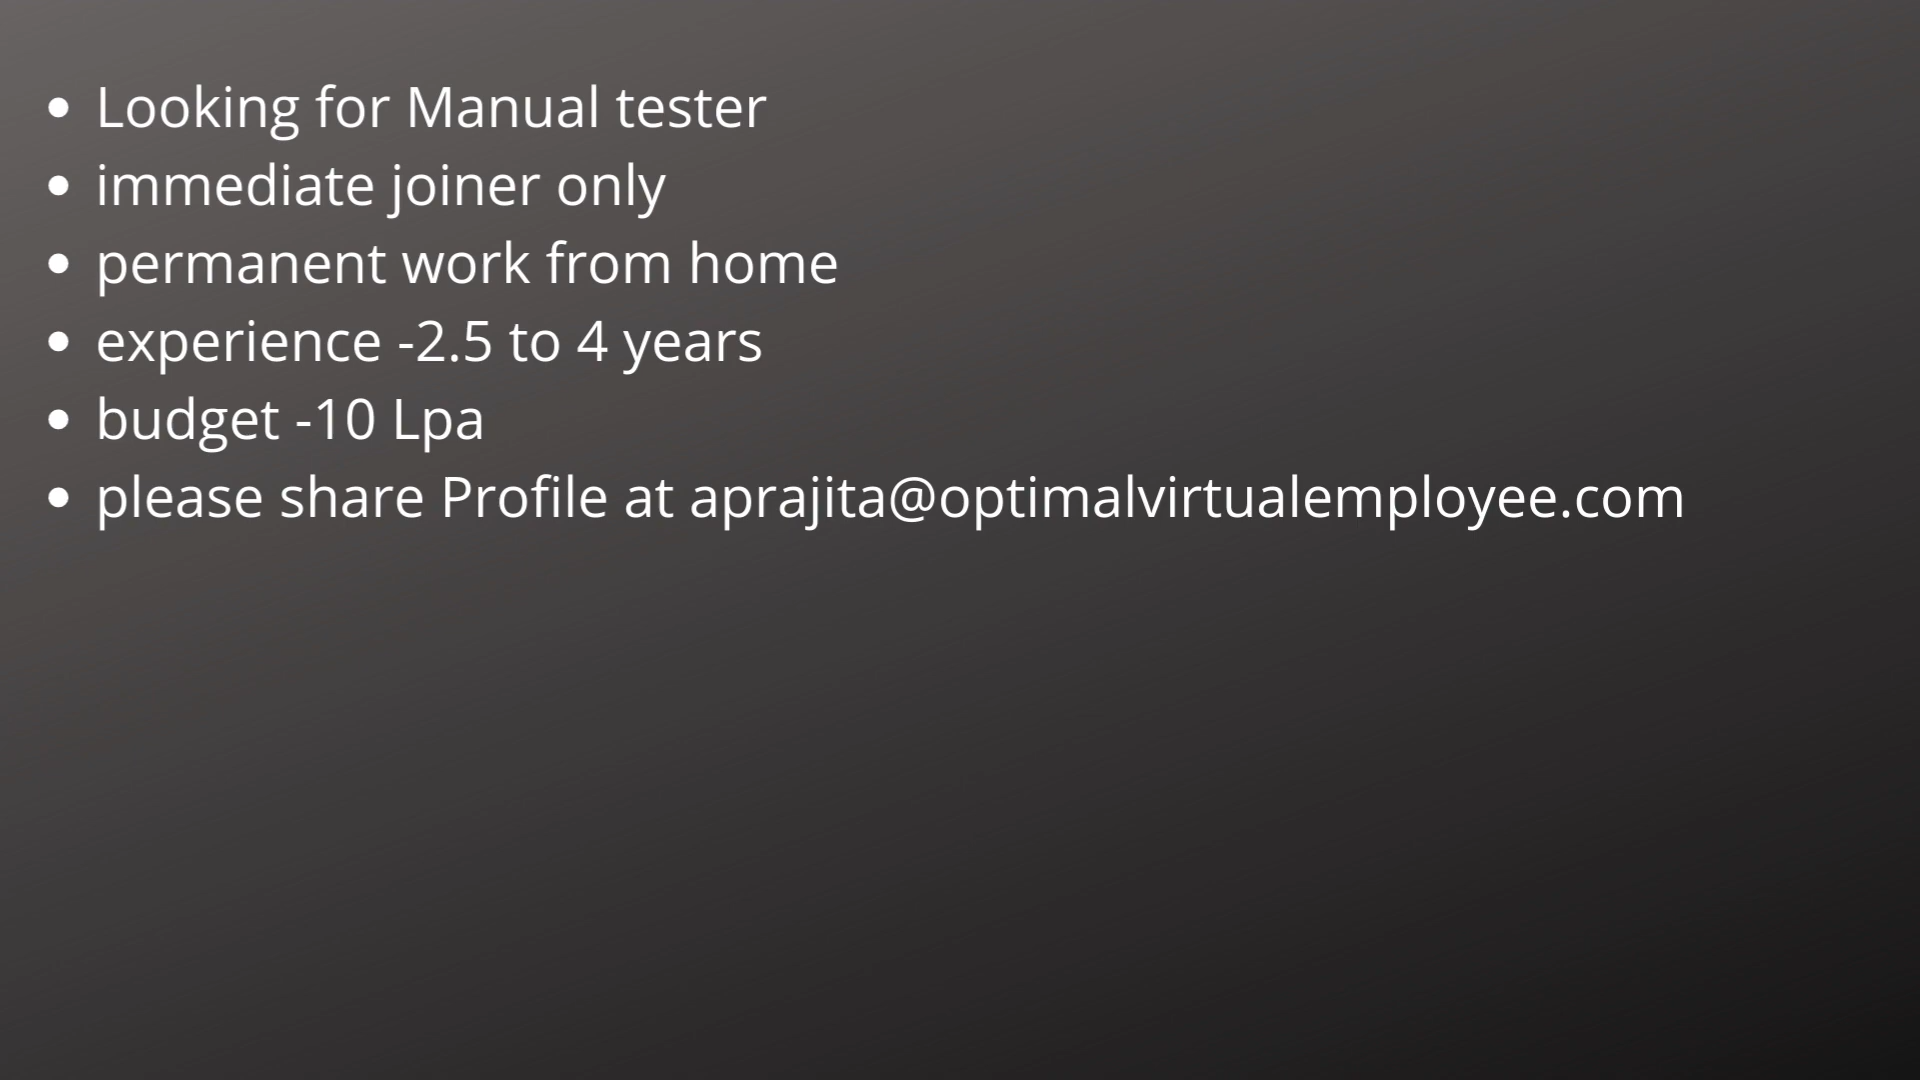 • Looking for Manual tester
• immediate joiner only
• permanent work from home
• experience -2.5 to 4 years
• budget -10 Lpa
• please share Profile at aprajita@optimalvirtualemployee.com